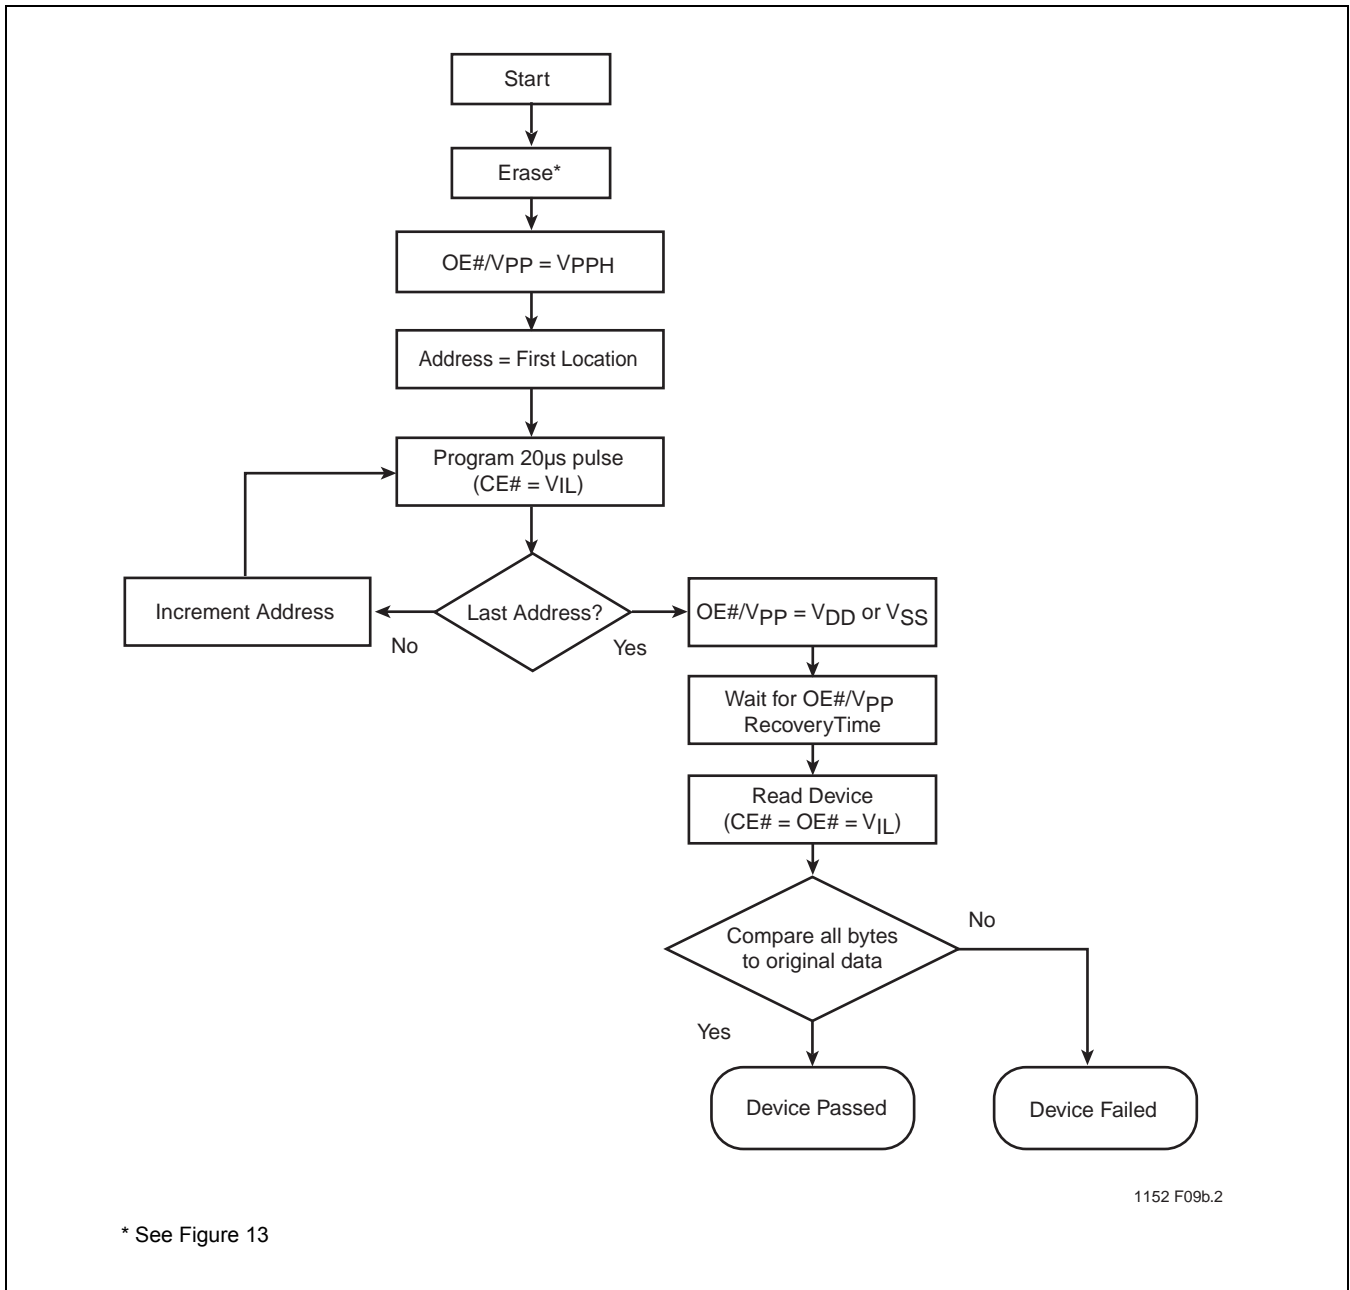 Start
Erase*
OE#/VPP = VPPH
Address = First Location
Program 20µs pulse
(CE# = VIL)
Increment Address
No
Last Address?
Yes
OE#/VPP = VDD or VSS
Wait for OE#/VPP
RecoveryTime
Read Device
(CE# = OE# = VIL)
Compare all bytes
to original data
No
Yes
Device Passed
Device Failed
1152 F09b.2
* See Figure 13